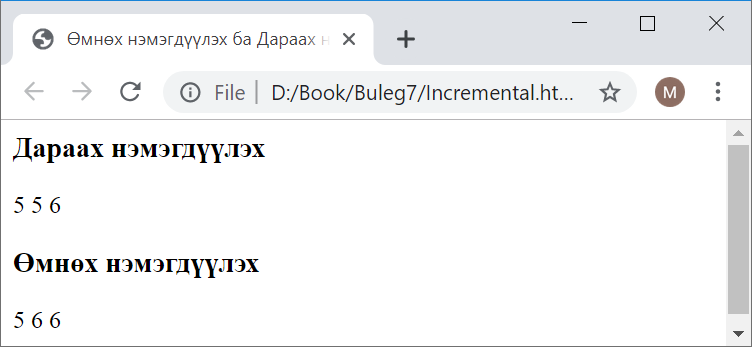 Өмнөх нэмэгдүүлэх ба Дараах н
File D:/Book/Buleg7/Incremental.ht...
M
Дараах нэмэгдүүлэх
5 5 6
Өмнөх нэмэгдүүлэх
5 6 6